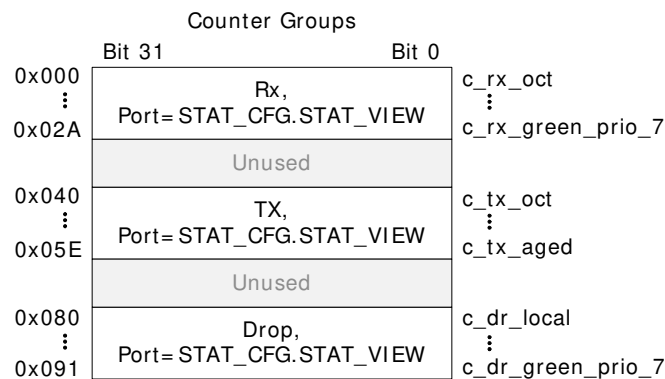 Counter Groups
Bit 31 Bit 0
0x000 Rx, c_rx_oct
Port=STAT_CFG.STAT_VIEW
0x02A c_rx_green_prio_7
Unused
0x040 TX, c_tx_oct
Port=STAT_CFG.STAT_VIEW
0x05E c_tx_aged
Unused
0x080 Drop, c_dr_local
Port=STAT_CFG.STAT_VIEW
0x091 c_dr_green_prio_7